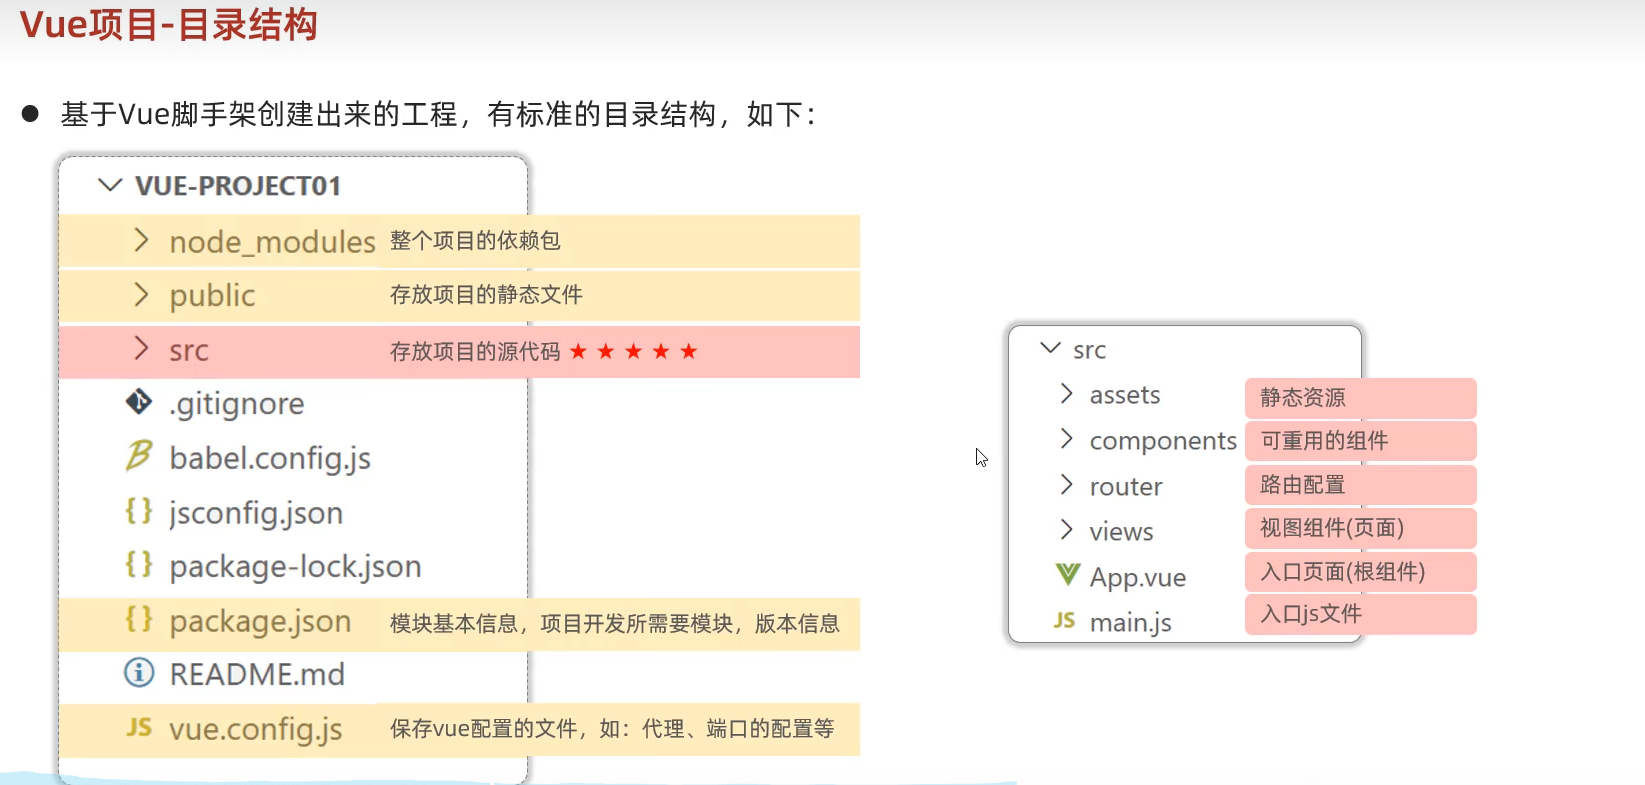 Vue项目-目录结构
● 基于Vue脚手架创建出来的工程，有标准的目录结构，如下：
VUE-PROJECT01
node_modules 整个项目的依赖包
public 存放项目的静态文件
src 存放项目的源代码 ★ ★ ★ ★ ★
.gitignore
babel.config.js
jsconfig.json
package-lock.json
package.json 模块基本信息，项目开发所需要模块，版本信息
README.md
JS vue.config.js 保存vue配置的文件，如：代理、端口的配置等
src
assets 静态资源
components 可重用的组件
router 路由配置
views 视图组件(页面)
App.vue 入口页面(根组件)
JS main.js 入口js文件